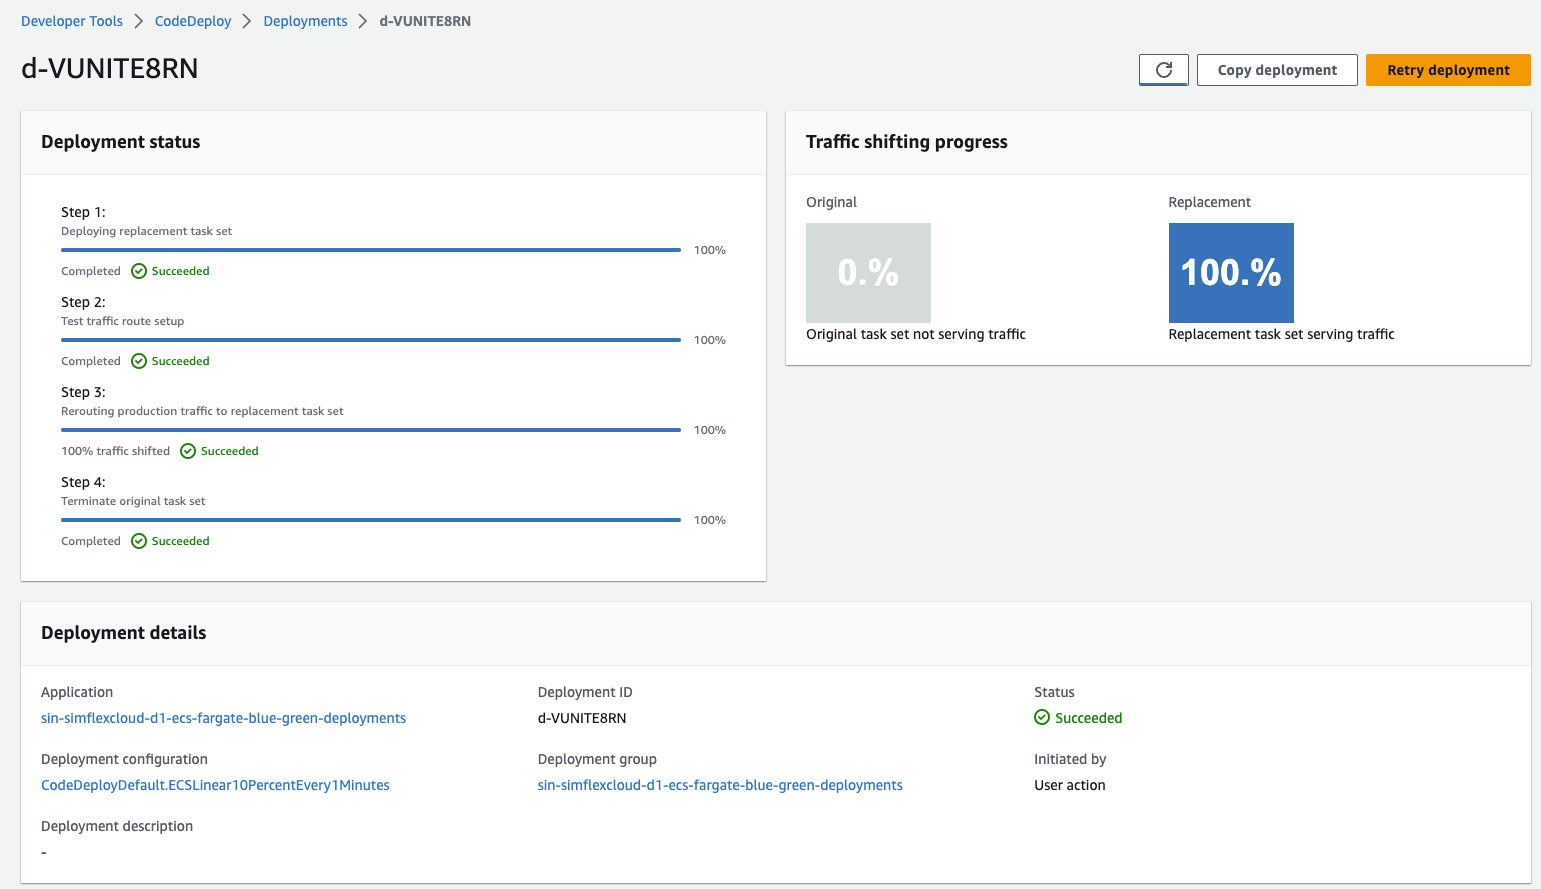 Developer Tools > CodeDeploy > Deployments > d-VUNITE8RN
d-VUNITE8RN
Copy deployment
Retry deployment
Deployment status
Step 1:
Deploying replacement task set
100%
Completed Succeeded
Step 2:
Test traffic route setup
100%
Completed Succeeded
Step 3:
Rerouting production traffic to replacement task set
100%
100% traffic shifted Succeeded
Step 4:
Terminate original task set
100%
Completed Succeeded
Traffic shifting progress
Original
0.%
Original task set not serving traffic
Replacement
100.%
Replacement task set serving traffic
Deployment details
Application
sin-simflexcloud-d1-ecs-fargate-blue-green-deployments
Deployment ID
d-VUNITE8RN
Status
Succeeded
Deployment configuration
CodeDeployDefault.ECSLinear10PercentEvery1Minutes
Deployment group
sin-simflexcloud-d1-ecs-fargate-blue-green-deployments
Initiated by
User action
Deployment description
-